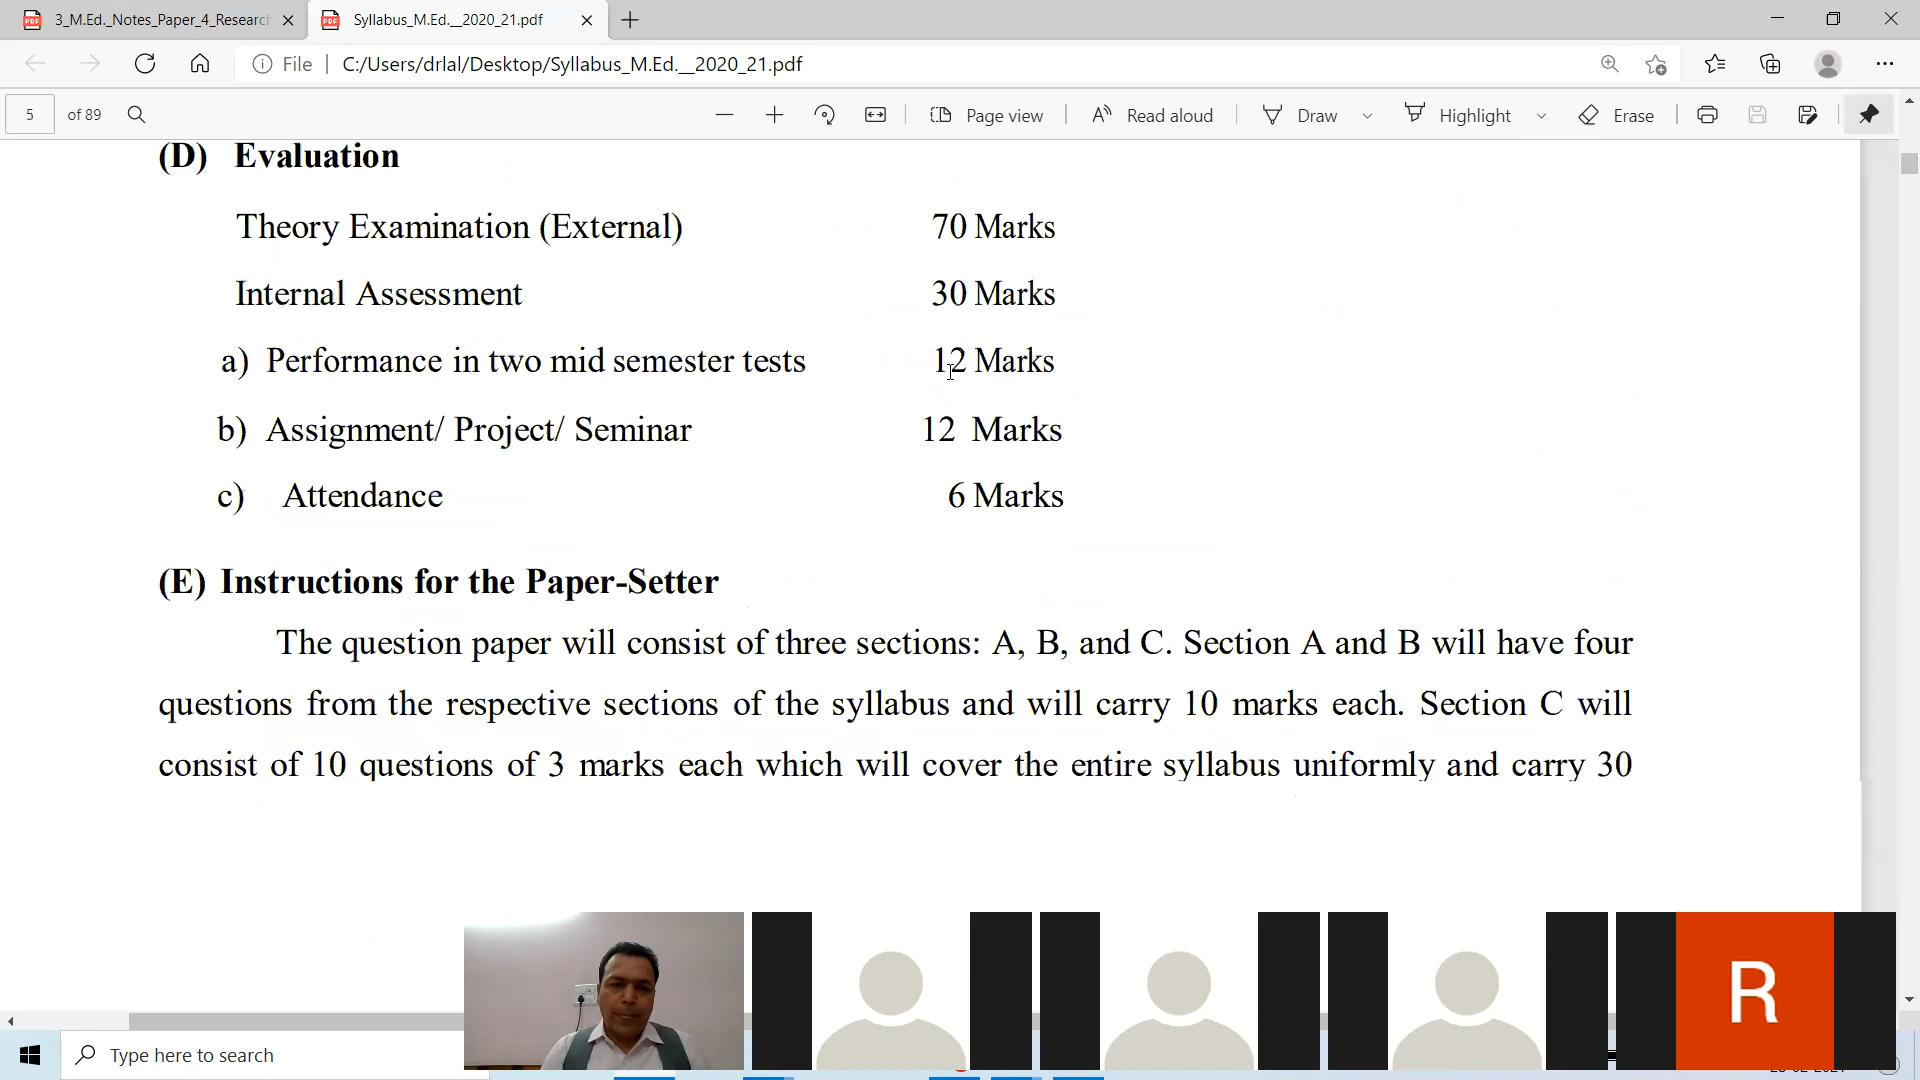 3_M.Ed._Notes_Paper_4_Research
Syllabus_M.Ed.__2020_21.pdf
File
C:/Users/drlal/Desktop/Syllabus_M.Ed.__2020_21.pdf
5 of 89
Page view
Read aloud
Draw
Highlight
Erase
(D) Evaluation
Theory Examination (External) 70 Marks
Internal Assessment 30 Marks
a) Performance in two mid semester tests 12 Marks
b) Assignment/ Project/ Seminar 12 Marks
c) Attendance 6 Marks
(E) Instructions for the Paper-Setter
The question paper will consist of three sections: A, B, and C. Section A and B will have four
questions from the respective sections of the syllabus and will carry 10 marks each. Section C will
consist of 10 questions of 3 marks each which will cover the entire syllabus uniformly and carry 30
R
Type here to search